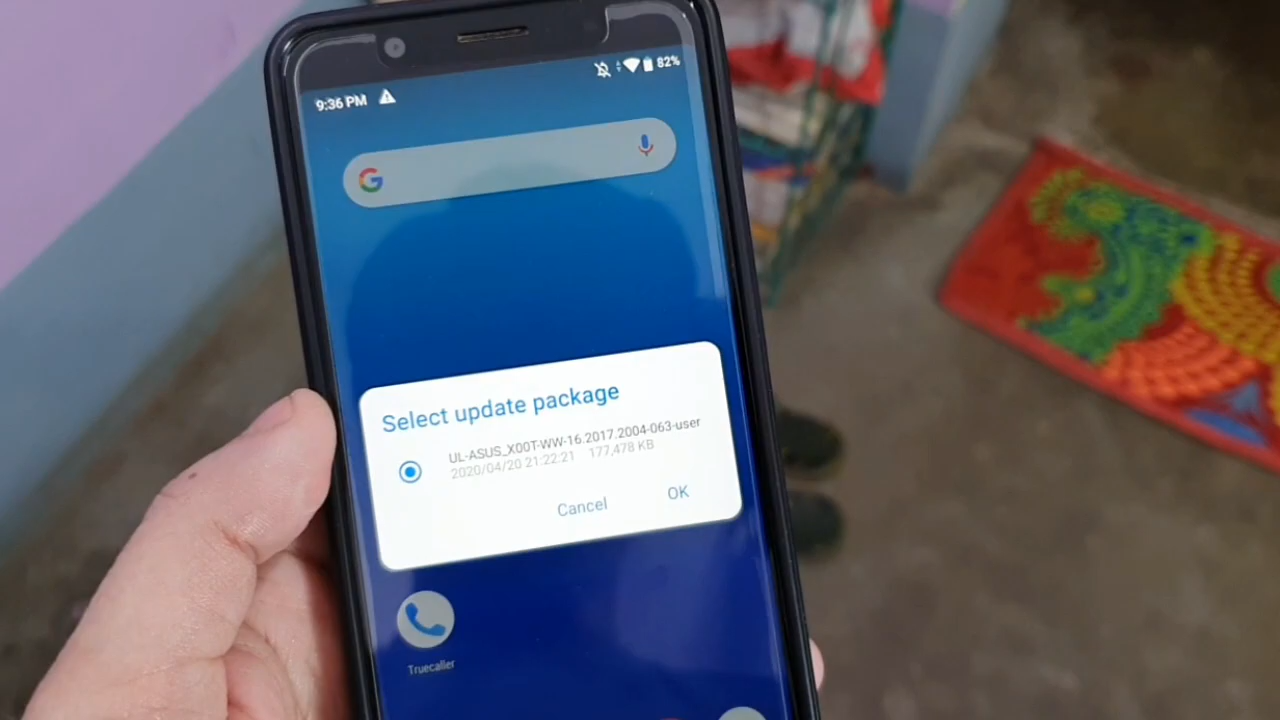 9:36 PM 82%
Select update package
UL-ASUS_X00T-WW-16.2017.2004-063-user
2020/04/20 21:22:21 177,478 KB
Cancel OK
Truecaller